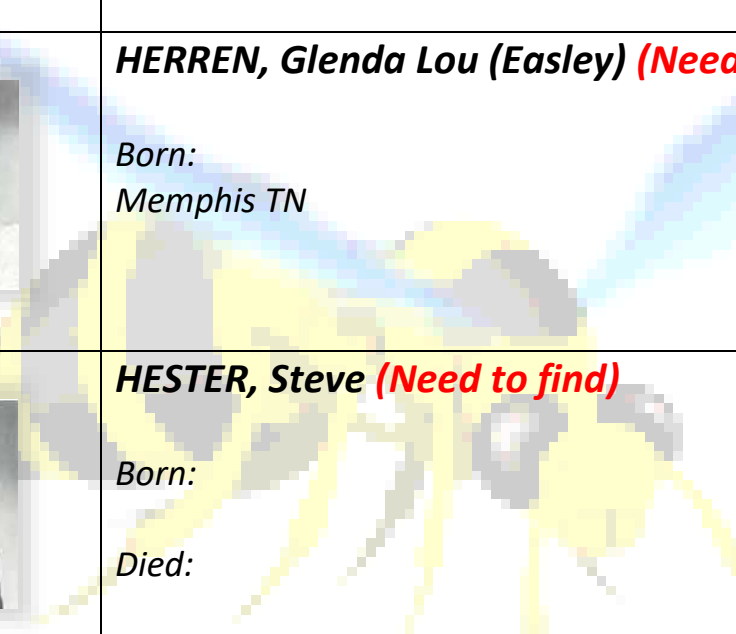 HERREN, Glenda Lou (Easley) (Need
Born:
Memphis TN
HESTER, Steve (Need to find)
Born:
Died: